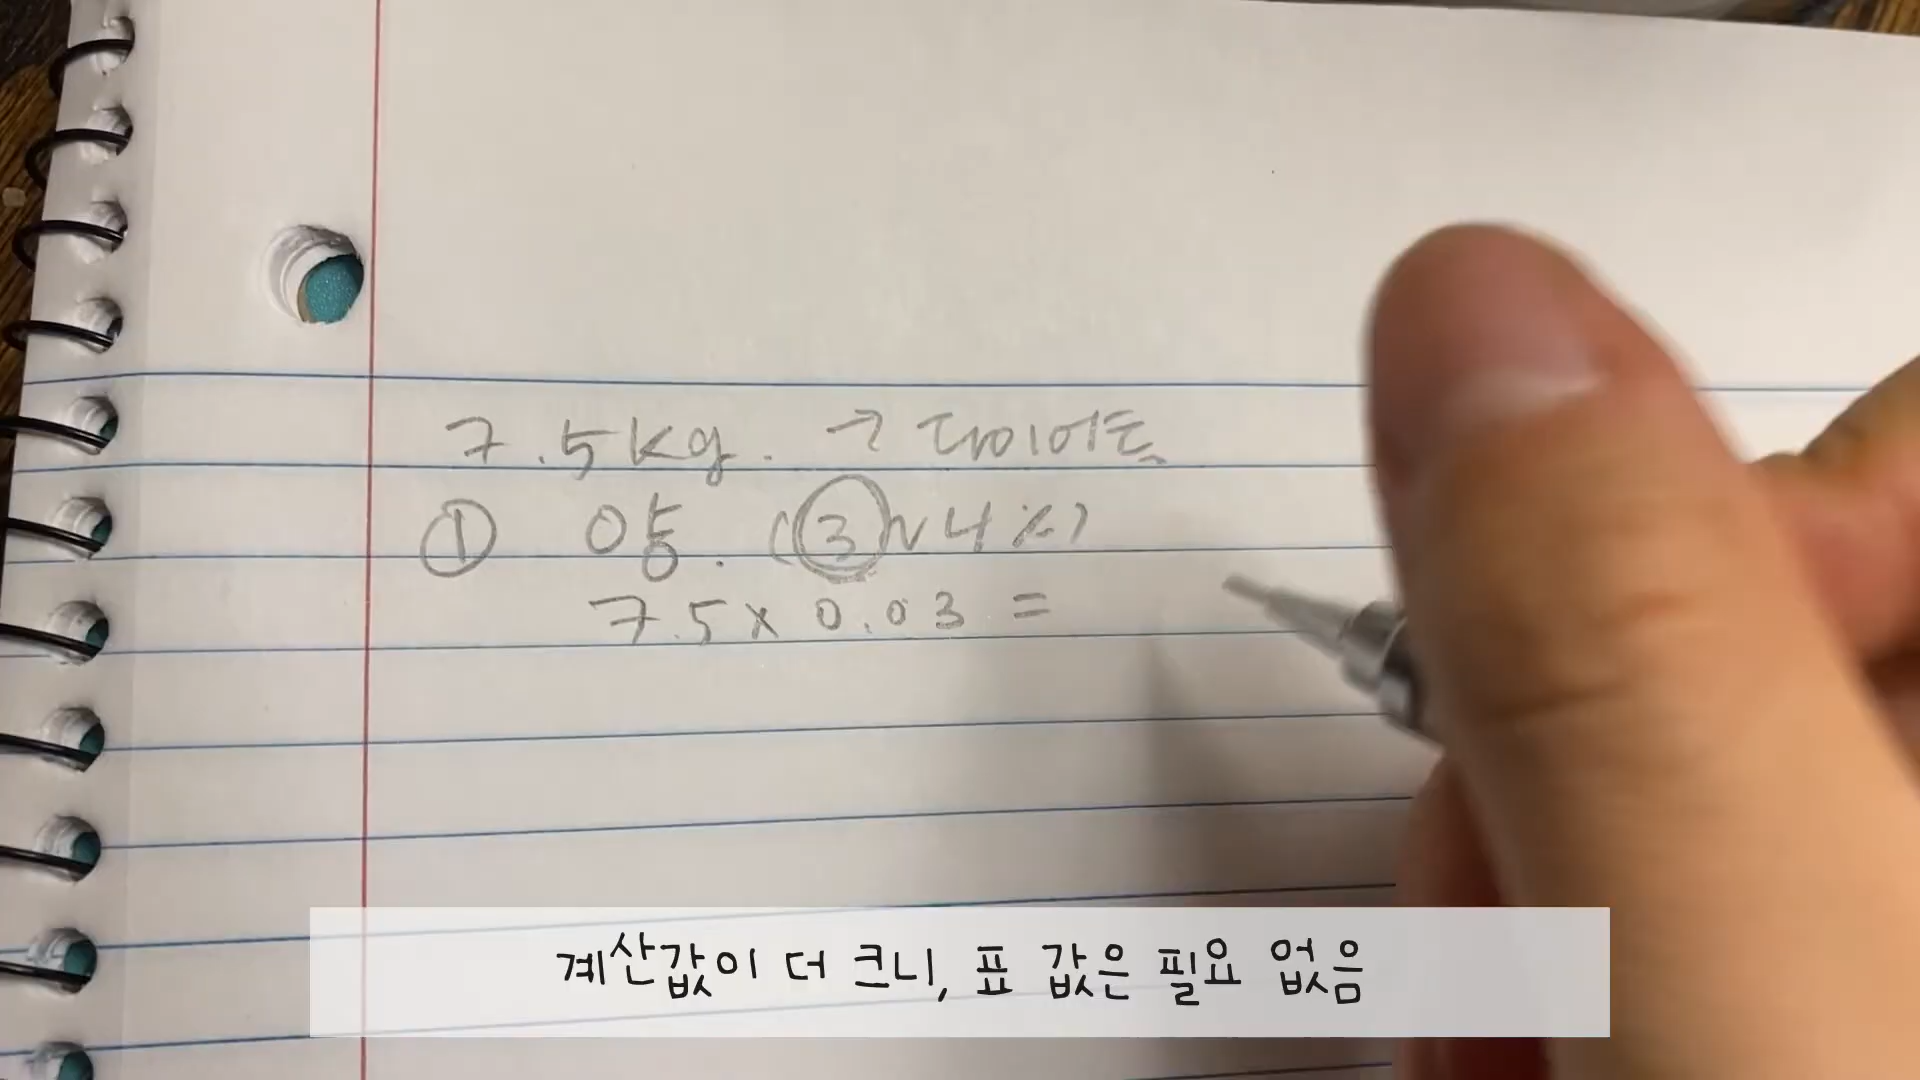 7.5kg. → 다이어트
① 양. (③~4%)
7.5 x 0.03 =
계산값이 더 크니, 표 값은 필요 없음